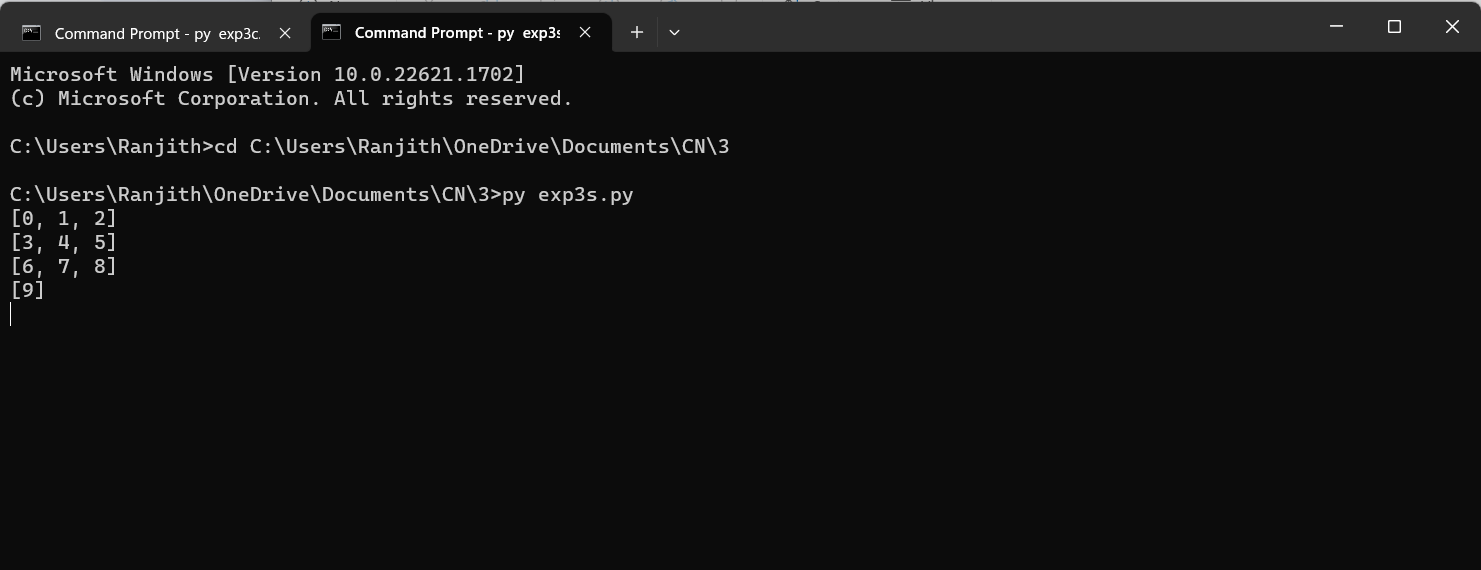 Command Prompt - py exp3c.
Command Prompt - py exp3s
Microsoft Windows [Version 10.0.22621.1702]
(c) Microsoft Corporation. All rights reserved.
C:\Users\Ranjith>cd C:\Users\Ranjith\OneDrive\Documents\CN\3
C:\Users\Ranjith\OneDrive\Documents\CN\3>py exp3s.py
[0, 1, 2]
[3, 4, 5]
[6, 7, 8]
[9]